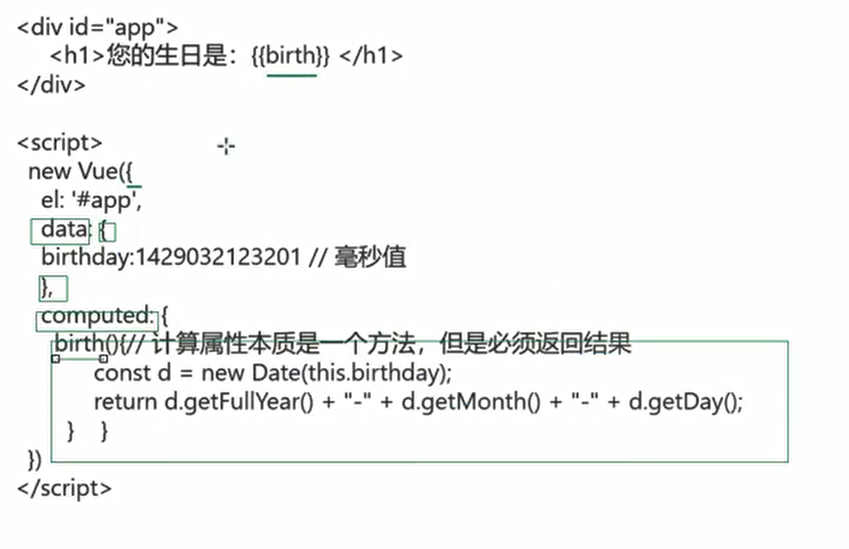 <div id="app">
<h1>您的生日是：{{birth}} </h1>
</div>
<script>
new Vue({
el: '#app',
data: {
birthday:1429032123201 // 毫秒值
},
computed: {
birth(){// 计算属性本质是一个方法，但是必须返回结果
const d = new Date(this.birthday);
return d.getFullYear() + "-" + d.getMonth() + "-" + d.getDay();
} }
})
</script>